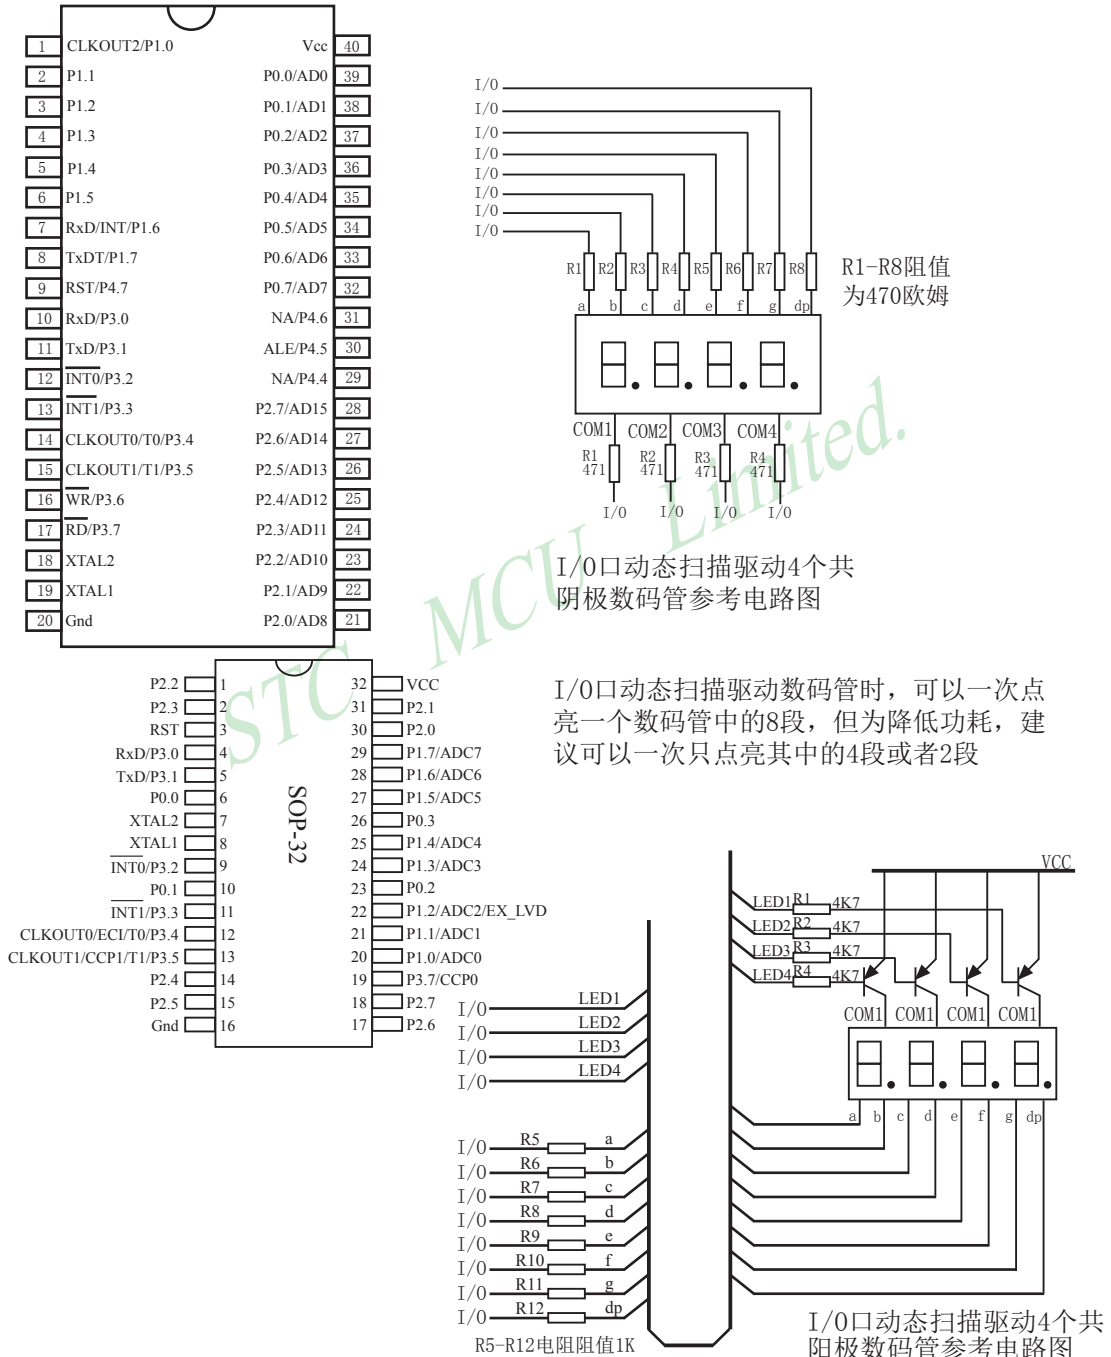 1 CLKOUT2/P1.0 Vcc 40
2 P1.1 P0.0/AD0 39
3 P1.2 P0.1/AD1 38
4 P1.3 P0.2/AD2 37
5 P1.4 P0.3/AD3 36
6 P1.5 P0.4/AD4 35
7 RxD/INT/P1.6 P0.5/AD5 34
8 TxDT/P1.7 P0.6/AD6 33
9 RST/P4.7 P0.7/AD7 32
10 RxD/P3.0 NA/P4.6 31
11 TxD/P3.1 ALE/P4.5 30
12 INT0/P3.2 NA/P4.4 29
13 INT1/P3.3 P2.7/AD15 28
14 CLKOUT0/T0/P3.4 P2.6/AD14 27
15 CLKOUT1/T1/P3.5 P2.5/AD13 26
16 WR/P3.6 P2.4/AD12 25
17 RD/P3.7 P2.3/AD11 24
18 XTAL2 P2.2/AD10 23
19 XTAL1 P2.1/AD9 22
20 Gnd P2.0/AD8 21
I/O
I/O
I/O
I/O
I/O
I/O
I/O
I/O
R1 R2 R3 R4 R5 R6 R7 R8
R1-R8阻值
为470欧姆
a b c d e f g dp
COM1 COM2 COM3 COM4
R1 R2 R3 R4
471 471 471 471
I/O I/O I/O I/O
I/O口动态扫描驱动4个共
阴极数码管参考电路图
STC MCU Limited.
P2.2 1 32 VCC
P2.3 2 31 P2.1
RST 3 30 P2.0
RxD/P3.0 4 29 P1.7/ADC7
TxD/P3.1 5 28 P1.6/ADC6
P0.0 6 27 P1.5/ADC5
XTAL2 7 26 P0.3
XTAL1 8 25 P1.4/ADC4
INT0/P3.2 9 24 P1.3/ADC3
P0.1 10 23 P0.2
INT1/P3.3 11 22 P1.2/ADC2/EX_LVD
CLKOUT0/ECI/T0/P3.4 12 21 P1.1/ADC1
CLKOUT1/CCP1/T1/P3.5 13 20 P1.0/ADC0
P2.4 14 19 P3.7/CCP0
P2.5 15 18 P2.7
Gnd 16 17 P2.6
SOP-32
I/O口动态扫描驱动数码管时，可以一次点
亮一个数码管中的8段，但为降低功耗，建
议可以一次只点亮其中的4段或者2段
VCC
LED1 R1 4K7
LED2 R2 4K7
LED3 R3 4K7
LED4 R4 4K7
COM1 COM1 COM1 COM1
a b c d e f g dp
I/O LED1
I/O LED2
I/O LED3
I/O LED4
I/O R5 a
I/O R6 b
I/O R7 c
I/O R8 d
I/O R9 e
I/O R10 f
I/O R11 g
I/O R12 dp
R5-R12电阻阻值1K
I/O口动态扫描驱动4个共
阳极数码管参考电路图